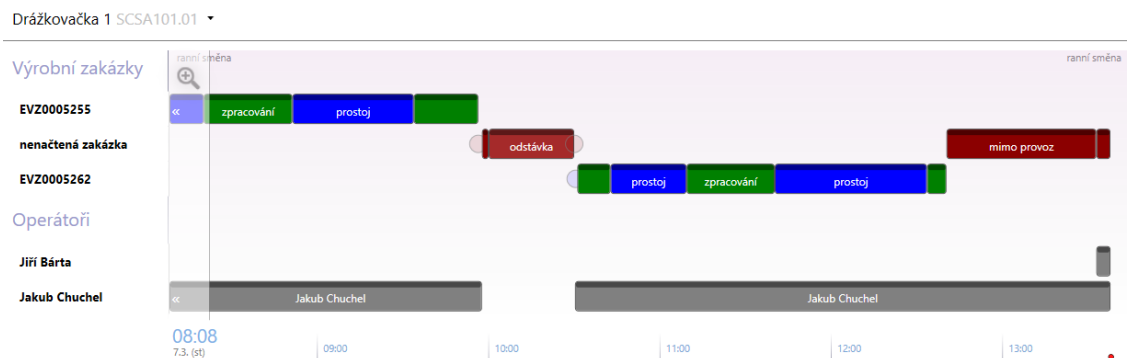 Drážkovačka 1 SCSA101.01
ranní směna
ranní směna
Výrobní zakázky
EVZ0005255
«
zpracování
prostoj
nenačtená zakázka
odstávka
mimo provoz
EVZ0005262
prostoj
zpracování
prostoj
Operátoři
Jiří Bárta
Jakub Chuchel
«
Jakub Chuchel
Jakub Chuchel
08:08
7.3. (st)
09:00
10:00
11:00
12:00
13:00